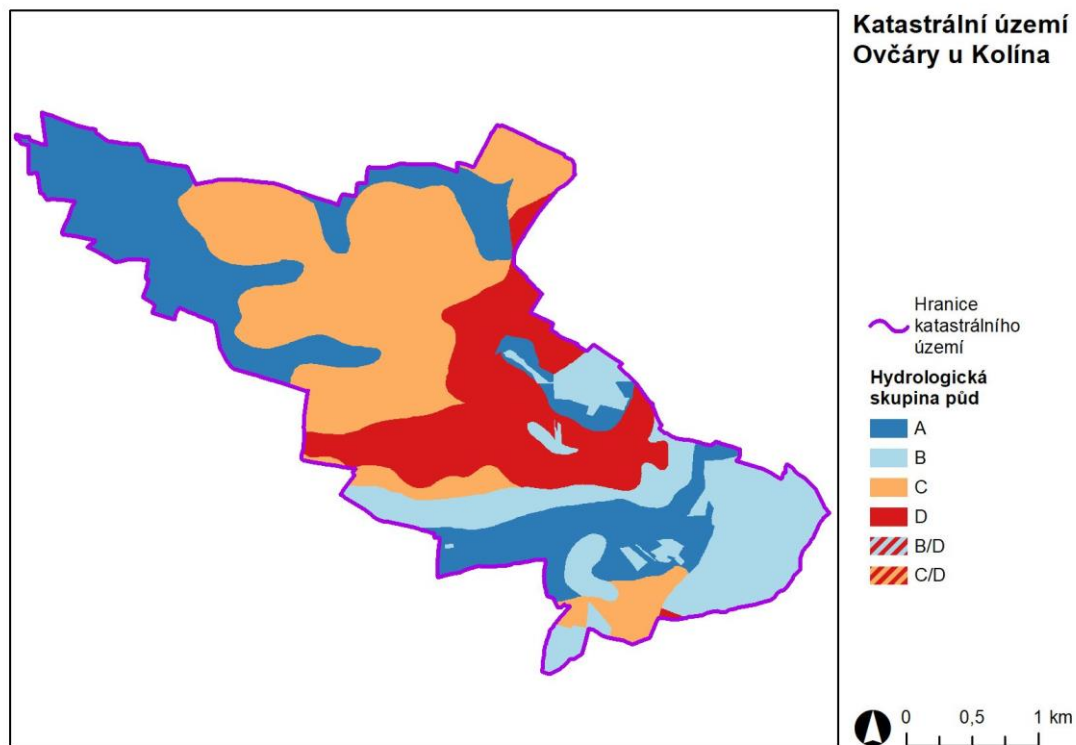 Katastrální území
Ovčáry u Kolína
Hranice
katastrálního
území
Hydrologická
skupina půd
A
B
C
D
B/D
C/D
0 0,5 1 km